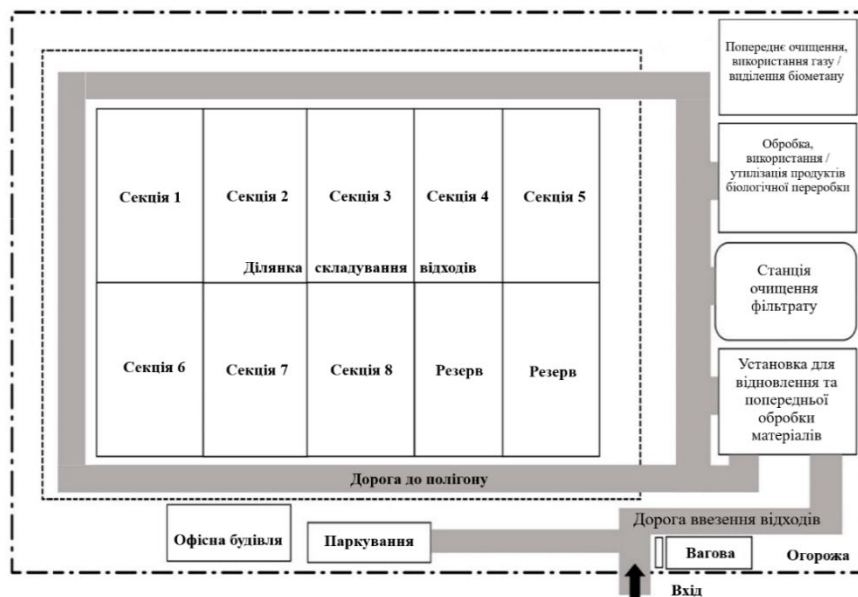 Попереднє очищення,
використання газу /
виділення біометану
Обробка,
використання /
утилізація продуктів
біологічної переробки
Секція 1
Секція 2
Секція 3
Секція 4
Секція 5
Ділянка складування відходів
Станція
очищення
фільтрату
Секція 6
Секція 7
Секція 8
Резерв
Резерв
Установка для
відновлення та
попередньої
обробки
матеріалів
Дорога до полігону
Дорога ввезення відходів
Офісна будівля
Паркування
Вагова
Огорожа
Вхід